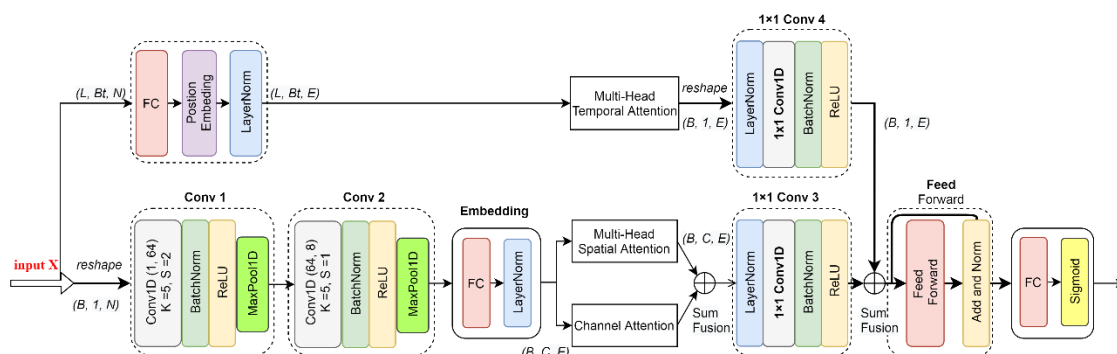 1×1 Conv 4
(L, Bt, N)
FC
Postion
Embeding
LayerNorm
(L, Bt, E)
Multi-Head
Temporal Attention
reshape
(B, 1, E)
LayerNorm
1x1 Conv1D
BatchNorm
ReLU
(B, 1, E)
input X
reshape
(B, 1, N)
Conv 1
Conv1D (1, 64)
K =5, S =2
BatchNorm
ReLU
MaxPool1D
Conv 2
Conv1D (64, 8)
K =5, S =1
BatchNorm
ReLU
MaxPool1D
Embedding
FC
LayerNorm
(B, C, E)
Multi-Head
Spatial Attention
Channel Attention
(B, C, E)
Sum
Fusion
1×1 Conv 3
LayerNorm
1×1 Conv1D
BatchNorm
ReLU
Sum
Fusion
Feed
Forward
Feed
Forward
Add and Norm
FC
Sigmoid